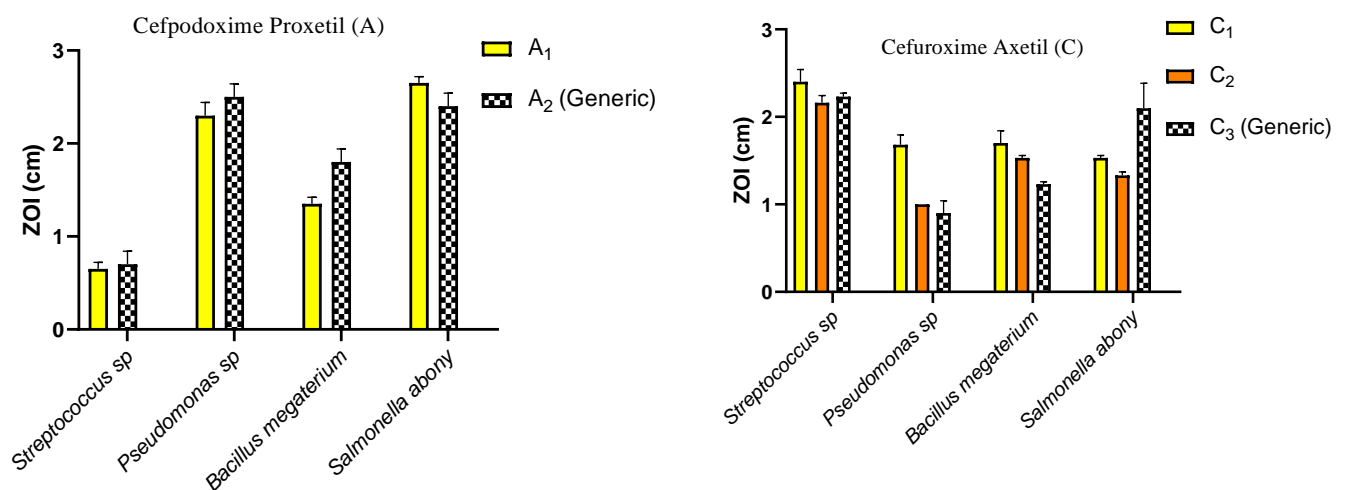 Cefpodoxime Proxetil (A)
A1
A2 (Generic)
ZOI (cm)
3
2
1
0
Streptococcus sp
Pseudomonas sp
Bacillus megaterium
Salmonella abony
Cefuroxime Axetil (C)
C1
C2
C3 (Generic)
ZOI (cm)
3
2
1
0
Streptococcus sp
Pseudomonas sp
Bacillus megaterium
Salmonella abony